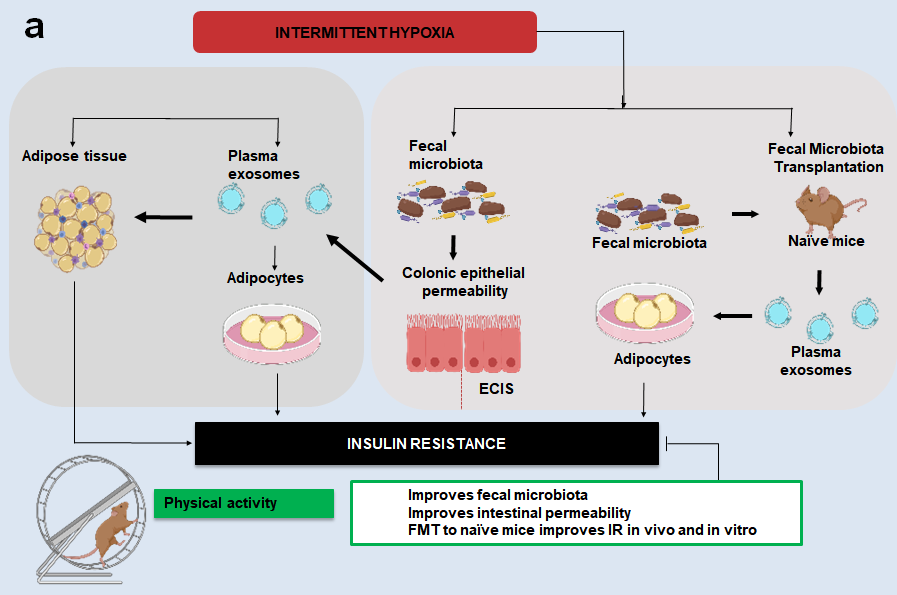 a
INTERMITTENT HYPOXIA
Adipose tissue
Plasma
exosomes
Adipocytes
Fecal
microbiota
Colonic epithelial
permeability
ECIS
Fecal Microbiota
Transplantation
Fecal microbiota
Naïve mice
Plasma
exosomes
Adipocytes
INSULIN RESISTANCE
Physical activity
Improves fecal microbiota
Improves intestinal permeability
FMT to naïve mice improves IR in vivo and in vitro